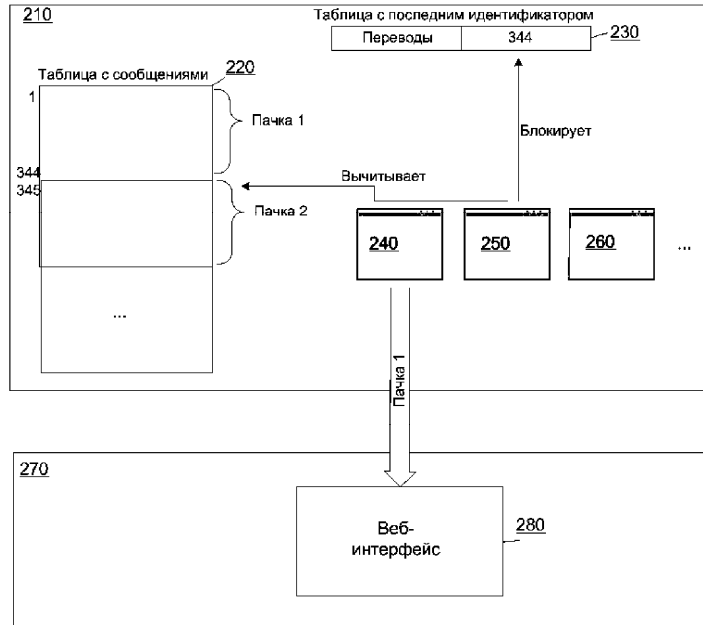 210
Таблица с последним идентификатором
Переводы 344
230
Таблица с сообщениями
220
1
Пачка 1
Блокирует
344
345
Вычитывает
Пачка 2
240
250
260
...
...
Пачка 1
270
Веб-
интерфейс
280